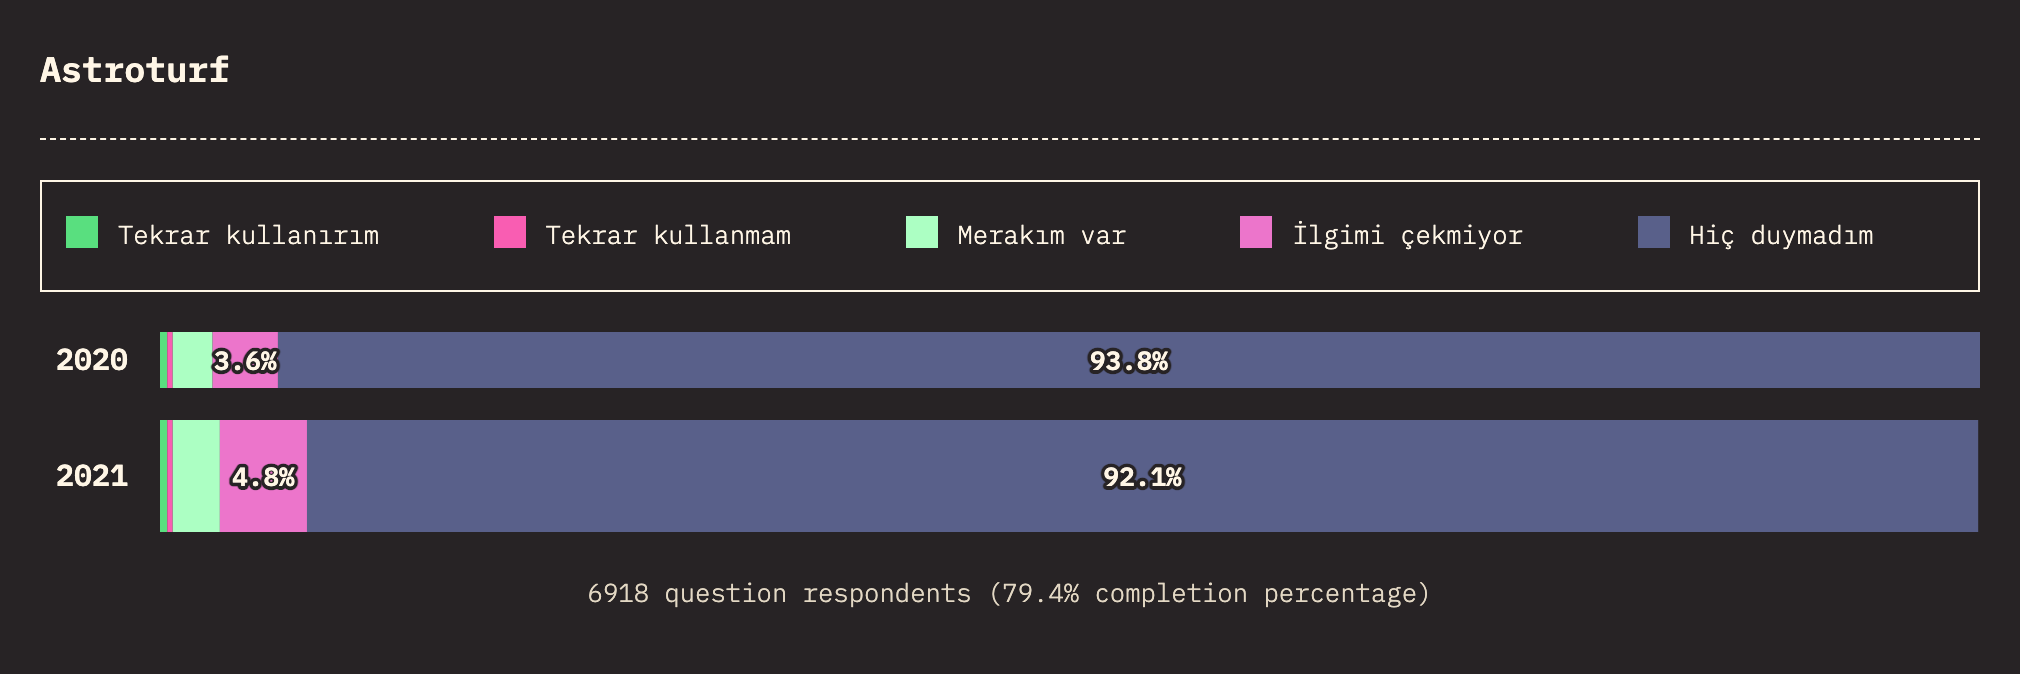 Astroturf
Tekrar kullanırım Tekrar kullanmam Merakım var İlgimi çekmiyor Hiç duymadım
2020 3.6% 93.8%
2021 4.8% 92.1%
6918 question respondents (79.4% completion percentage)